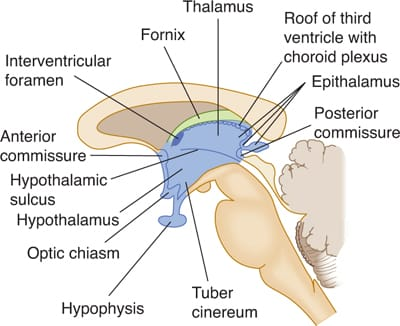 Thalamus
Fornix
Roof of third
ventricle with
choroid plexus
Interventricular
foramen
Epithalamus
Posterior
commissure
Anterior
commissure
Hypothalamic
sulcus
Hypothalamus
Optic chiasm
Hypophysis
Tuber
cinereum